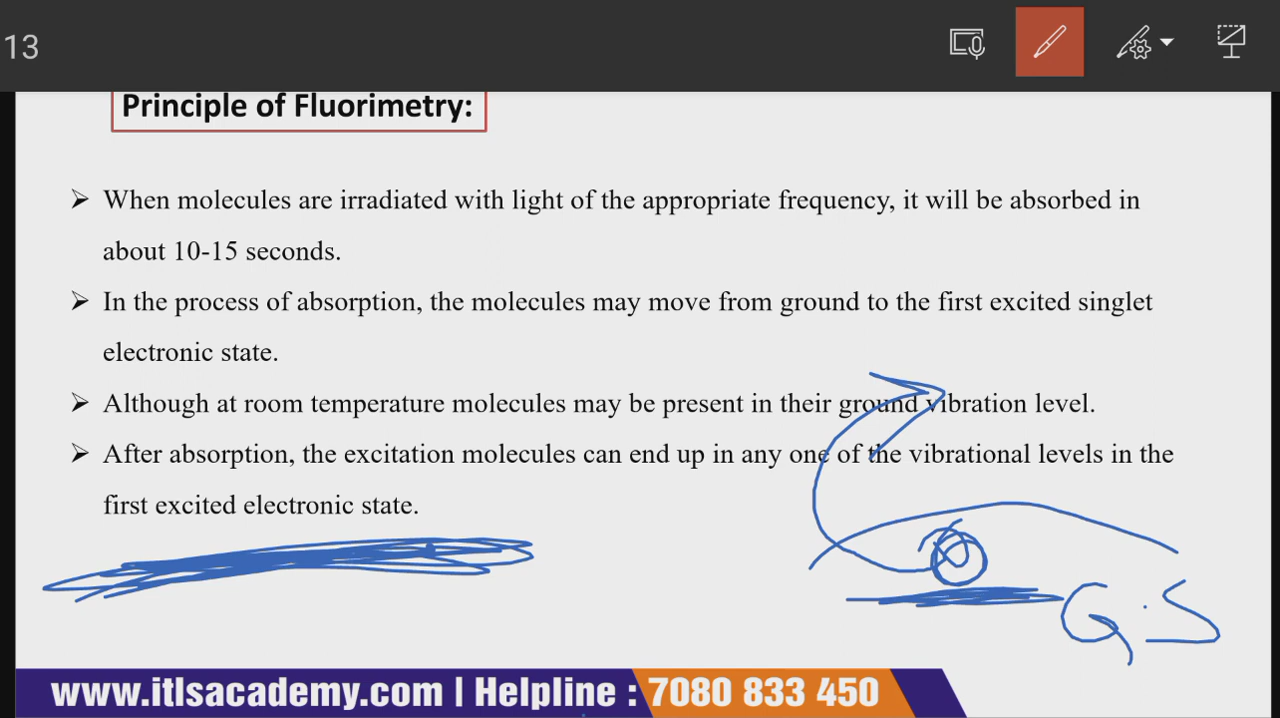 13
Principle of Fluorimetry:
➢ When molecules are irradiated with light of the appropriate frequency, it will be absorbed in
about 10-15 seconds.
➢ In the process of absorption, the molecules may move from ground to the first excited singlet
electronic state.
➢ Although at room temperature molecules may be present in their ground vibration level.
➢ After absorption, the excitation molecules can end up in any one of the vibrational levels in the
first excited electronic state.
G.S
www.itlsacademy.com | Helpline : 7080 833 450